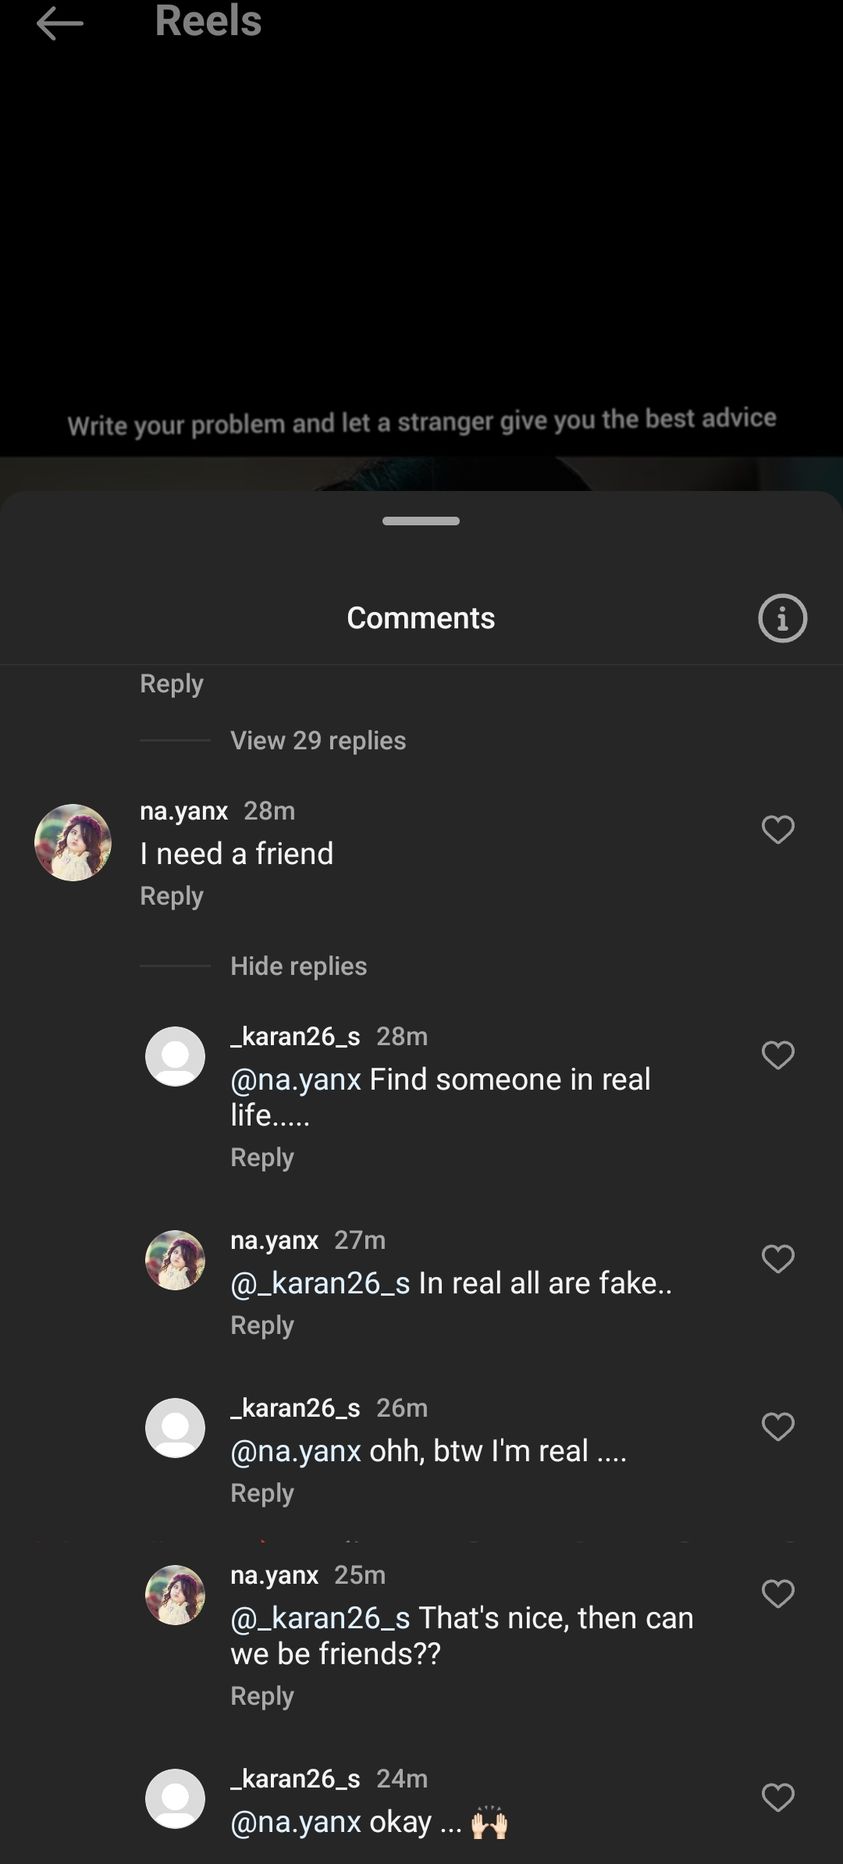 Reels
Write your problem and let a stranger give you the best advice
Comments
Reply
View 29 replies
na.yanx 28m
I need a friend
Reply
Hide replies
_karan26_s 28m
@na.yanx Find someone in real
life.....
Reply
na.yanx 27m
@_karan26_s In real all are fake..
Reply
_karan26_s 26m
@na.yanx ohh, btw I'm real ....
Reply
na.yanx 25m
@_karan26_s That's nice, then can
we be friends??
Reply
_karan26_s 24m
@na.yanx okay ... 🙌🏻